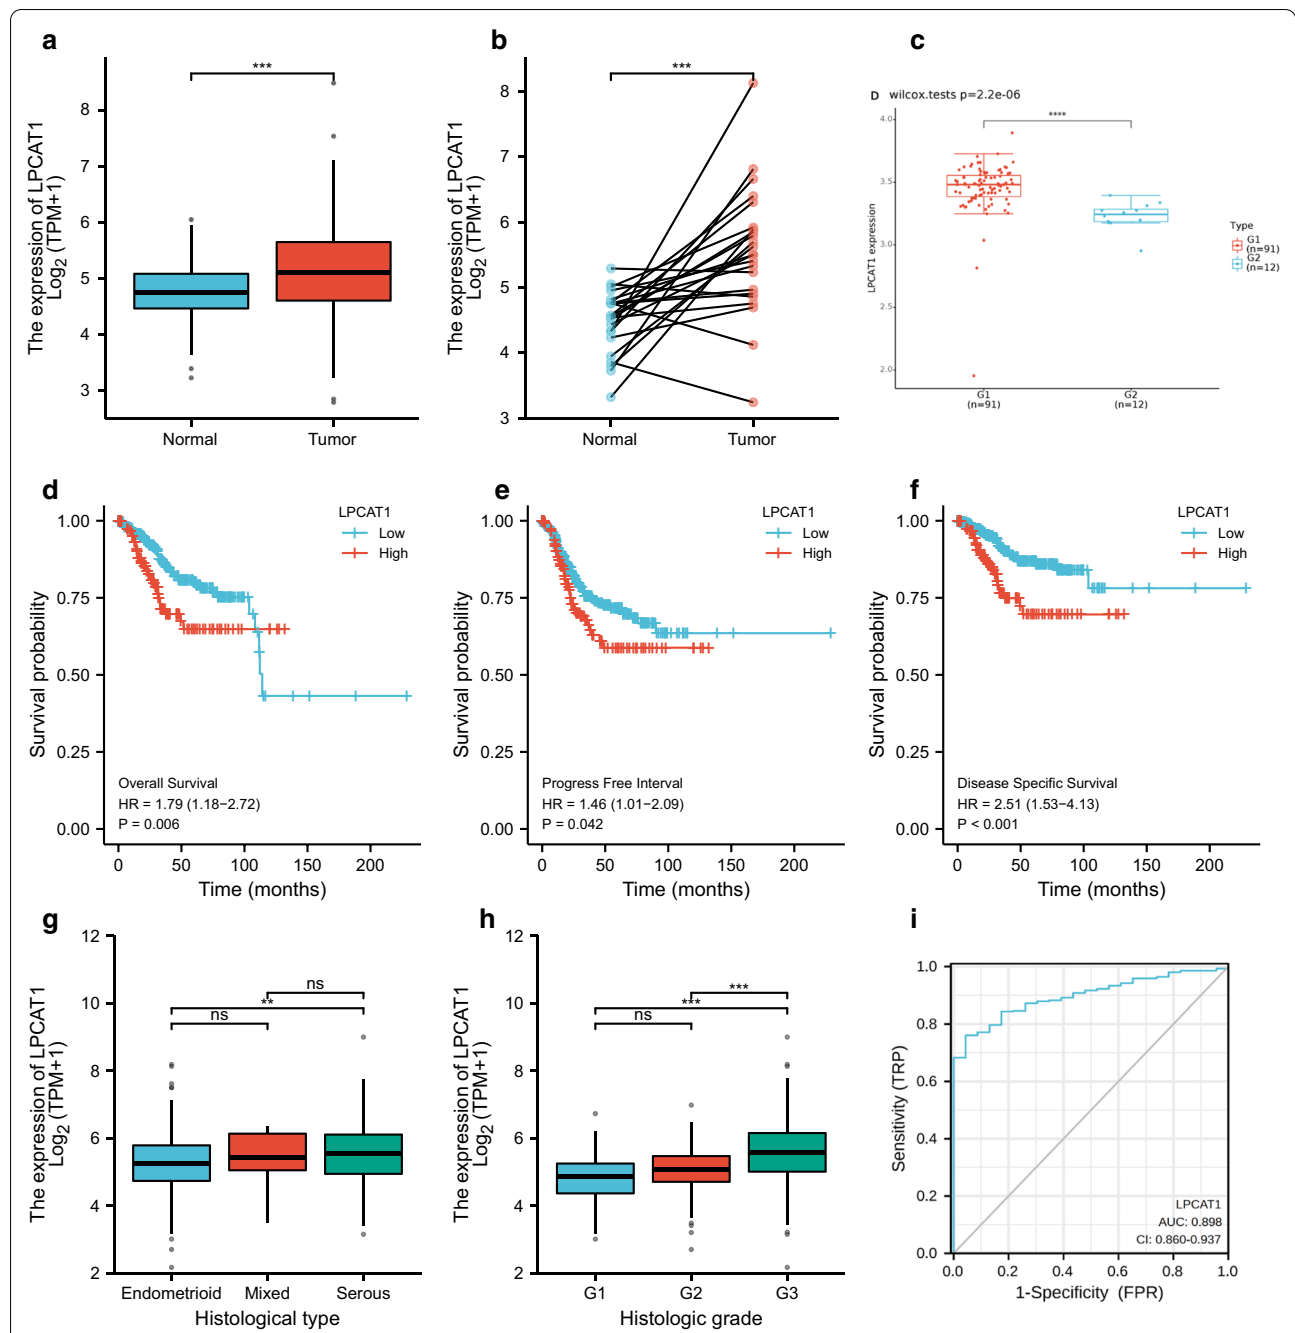 a
***
The expression of LPCAT1
Log2 (TPM+1)
8
7
6
5
4
3
Normal
Tumor
b
***
The expression of LPCAT1
Log2 (TPM+1)
8
7
6
5
4
3
Normal
Tumor
c
D wilcox.tests p=2.2e-06
****
LPCAT1 expression
4.0
3.5
3.0
2.5
2.0
G1
(n=91)
G2
(n=12)
Type
G1
(n=91)
G2
(n=12)
d
LPCAT1
Low
High
Survival probability
1.00
0.75
0.50
0.25
0.00
Overall Survival
HR = 1.79 (1.18−2.72)
P = 0.006
0 50 100 150 200
Time (months)
e
LPCAT1
Low
High
Survival probability
1.00
0.75
0.50
0.25
0.00
Progress Free Interval
HR = 1.46 (1.01−2.09)
P = 0.042
0 50 100 150 200
Time (months)
f
LPCAT1
Low
High
Survival probability
1.00
0.75
0.50
0.25
0.00
Disease Specific Survival
HR = 2.51 (1.53−4.13)
P < 0.001
0 50 100 150 200
Time (months)
g
The expression of LPCAT1
Log2 (TPM+1)
12
10
8
6
4
2
ns
**
ns
Endometrioid Mixed Serous
Histological type
h
The expression of LPCAT1
Log2 (TPM+1)
12
10
8
6
4
2
***
***
ns
G1 G2 G3
Histologic grade
i
Sensitivity (TRP)
1.0
0.8
0.6
0.4
0.2
0.0
LPCAT1
AUC: 0.898
CI: 0.860-0.937
0.0 0.2 0.4 0.6 0.8 1.0
1-Specificity (FPR)